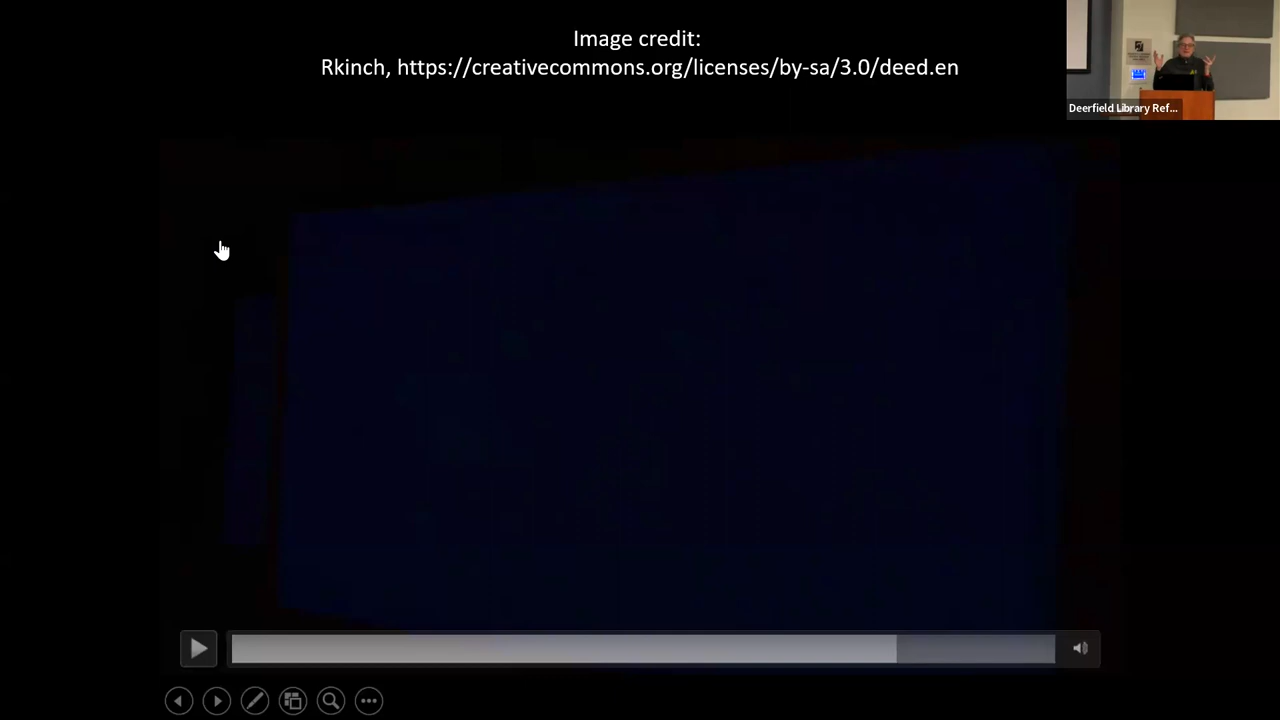 Image credit:
Rkinch, https://creativecommons.org/licenses/by-sa/3.0/deed.en
Deerfield Library Ref...